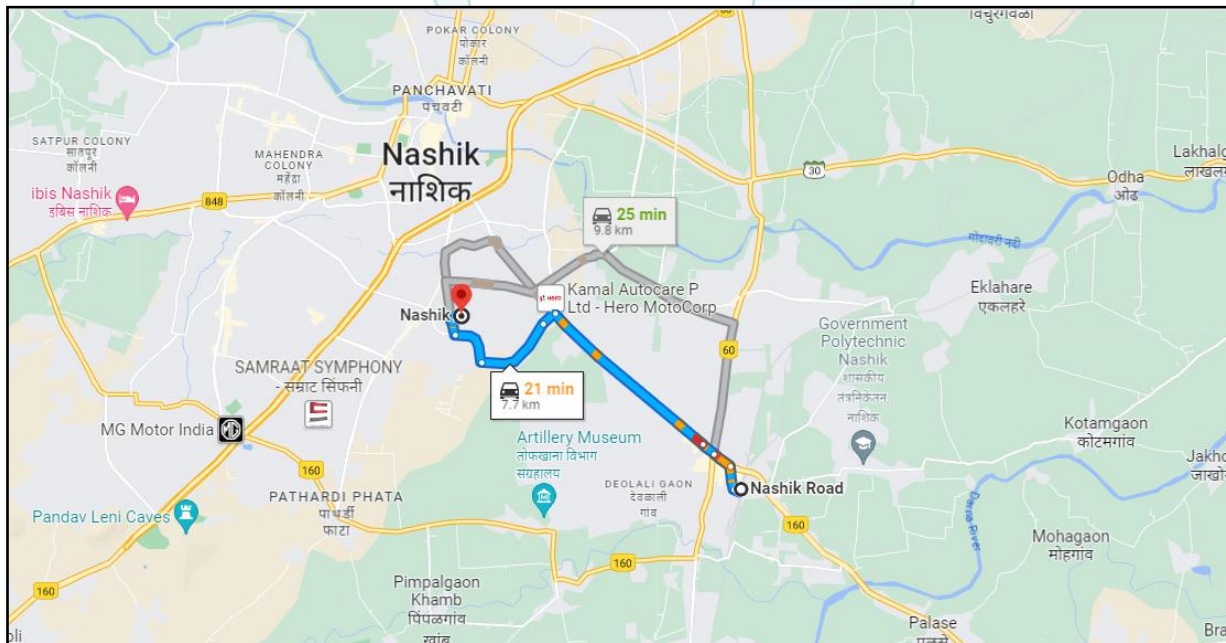 विंचुरगवळी
POKAR COLONY
पोकार
कॉलनी
PANCHAVATI
पंचवटी
SATPUR COLONY
सातपूर
कॉलनी
MAHENDRA
COLONY
महेंद्रा
कॉलनी
Nashik
नाशिक
ibis Nashik
इबिस नाशिक
848
30
Odha
ओढ
गोदावरी नदी
25 min
9.8 km
Eklahare
एकलहरे
Kamal Autocare P
Ltd - Hero MotoCorp
Hero
Nashik
60
Government
Polytechnic
Nashik
शासकीय
तंत्रनिकेतन
नाशिक
SAMRAAT SYMPHONY
- सम्राट सिंफनी
21 min
7.7 km
MG Motor India
Artillery Museum
तोफखाना विभाग
संग्रहालय
Kotamgaon
कोटमगांव
160
DEOLALI GAON
देवळाली
गांव
Nashik Road
PATHARDI PHATA
पाथर्डी
फाटा
Pandav Leni Caves
160
Darna River
Mohagaon
मोहगांव
160
160
Pimpalgaon
Khamb
पिंपळगांव
खांब
Palase
पळसे